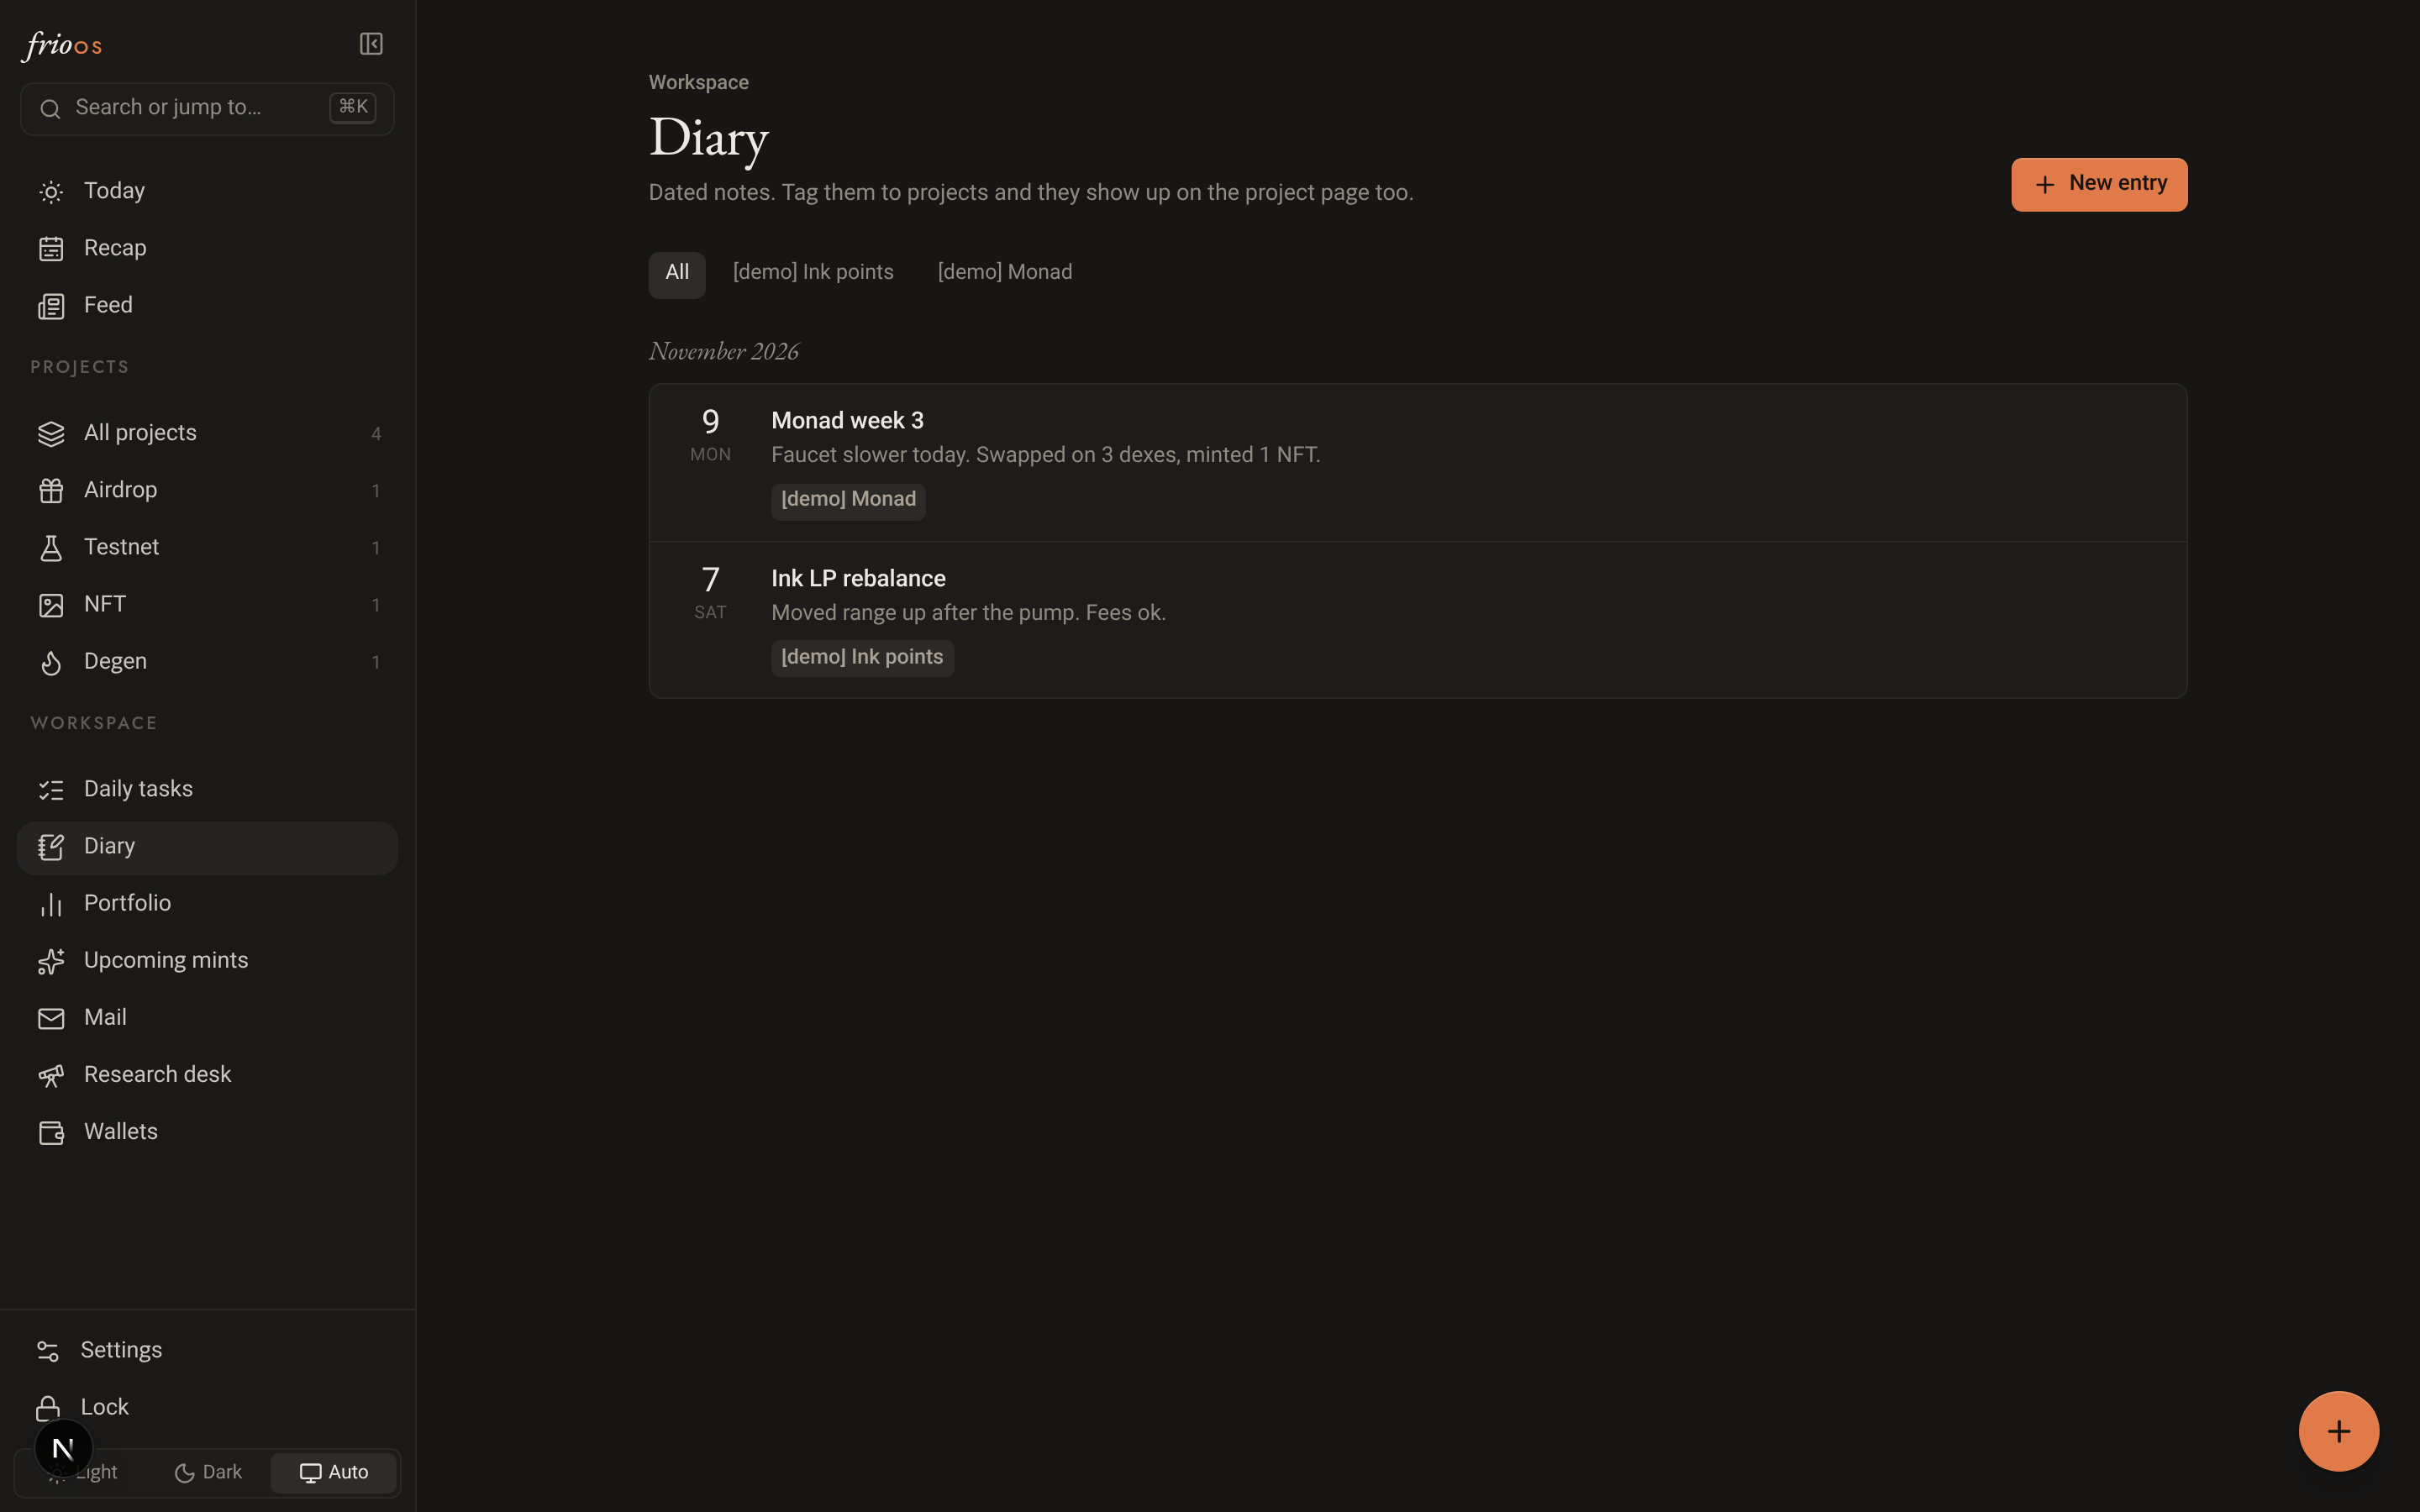 frioos
Search or jump to... ⌘K
Today
Recap
Feed
PROJECTS
All projects 4
Airdrop 1
Testnet 1
NFT 1
Degen 1
WORKSPACE
Daily tasks
Diary
Portfolio
Upcoming mints
Mail
Research desk
Wallets
Settings
Lock
N
Light Dark Auto
Workspace
Diary
Dated notes. Tag them to projects and they show up on the project page too.
New entry
All [demo] Ink points [demo] Monad
November 2026
9 Monad week 3
MON Faucet slower today. Swapped on 3 dexes, minted 1 NFT.
[demo] Monad
7 Ink LP rebalance
SAT Moved range up after the pump. Fees ok.
[demo] Ink points